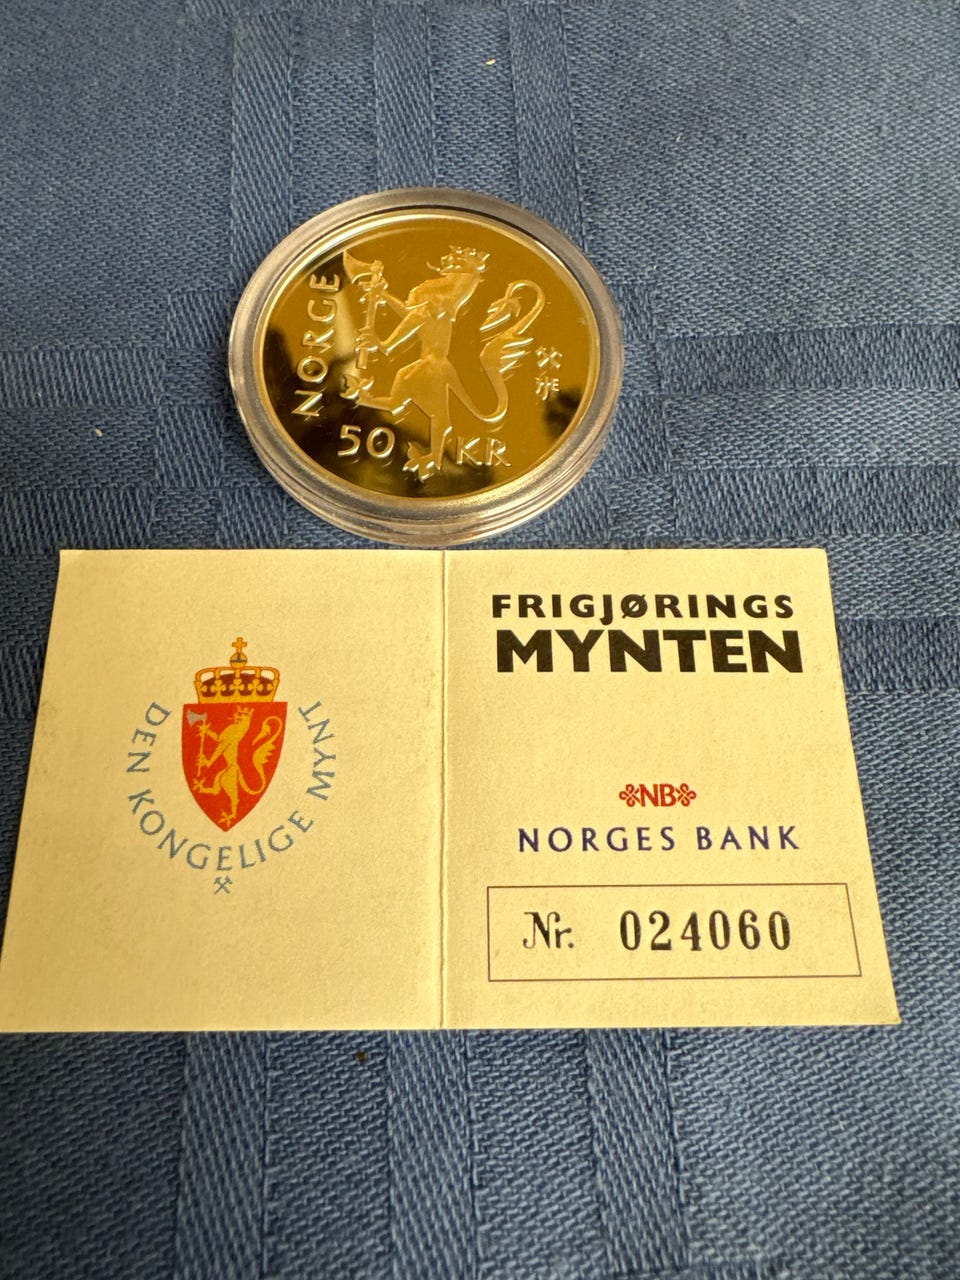 NORGE
50 KR
FRIGJØRINGS
MYNTEN
DEN KONGELIGE MYNT
NB
NORGES BANK
Nr. 024060